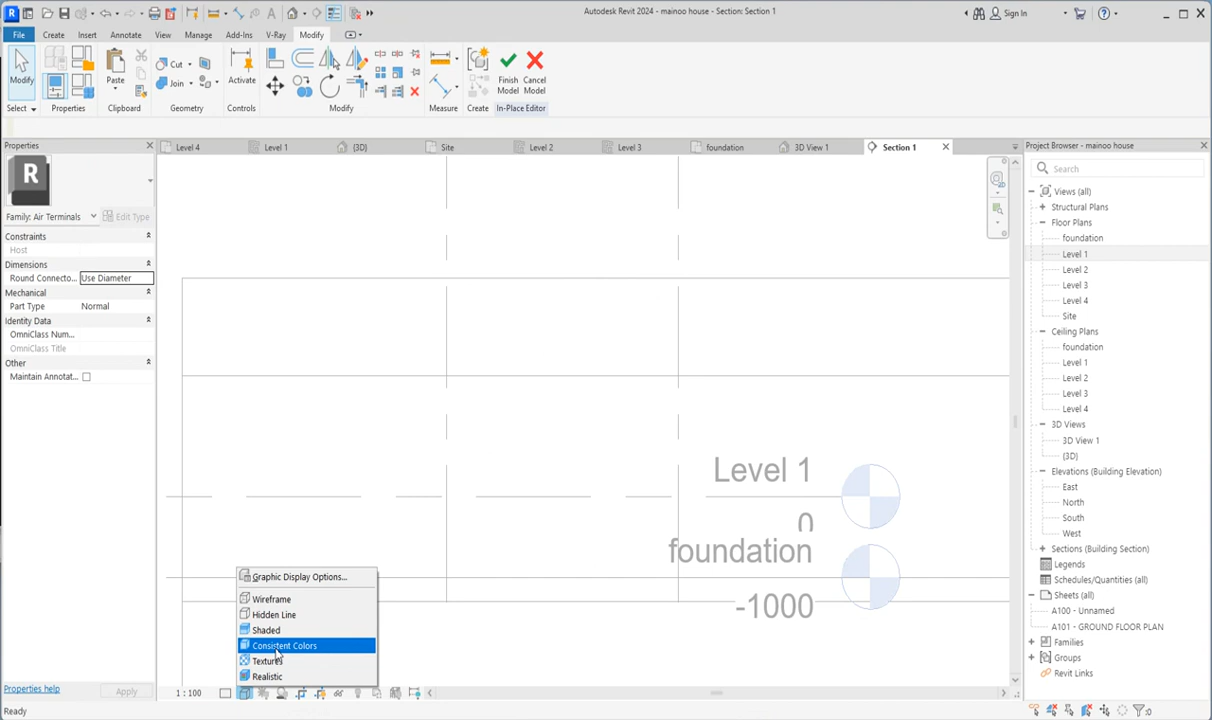 Autodesk Revit 2024 - mainoo house - Section: Section 1
Sign In
File Create Insert Annotate View Manage Add-Ins V-Ray Modify
Modify Paste Cut Join Activate Finish Model Cancel Model
Select Properties Clipboard Geometry Controls Modify Measure Create In-Place Editor
Properties
Level 4 Level 1 {3D} Site Level 2 Level 3 foundation 3D View 1 Section 1
Project Browser - mainoo house
R
Family: Air Terminals Edit Type
Constraints
Host
Dimensions
Round Connecto... Use Diameter
Mechanical
Part Type Normal
Identity Data
OmniClass Num...
OmniClass Title
Other
Maintain Annotat...
Properties help Apply
Ready
Level 1
0
foundation
-1000
Graphic Display Options...
Wireframe
Hidden Line
Shaded
Consistent Colors
Textures
Realistic
1 : 100
Search
Views (all)
Structural Plans
Floor Plans
foundation
Level 1
Level 2
Level 3
Level 4
Site
Ceiling Plans
foundation
Level 1
Level 2
Level 3
Level 4
3D Views
3D View 1
{3D}
Elevations (Building Elevation)
East
North
South
West
Sections (Building Section)
Legends
Schedules/Quantities (all)
Sheets (all)
A100 - Unnamed
A101 - GROUND FLOOR PLAN
Families
Groups
Revit Links
:0